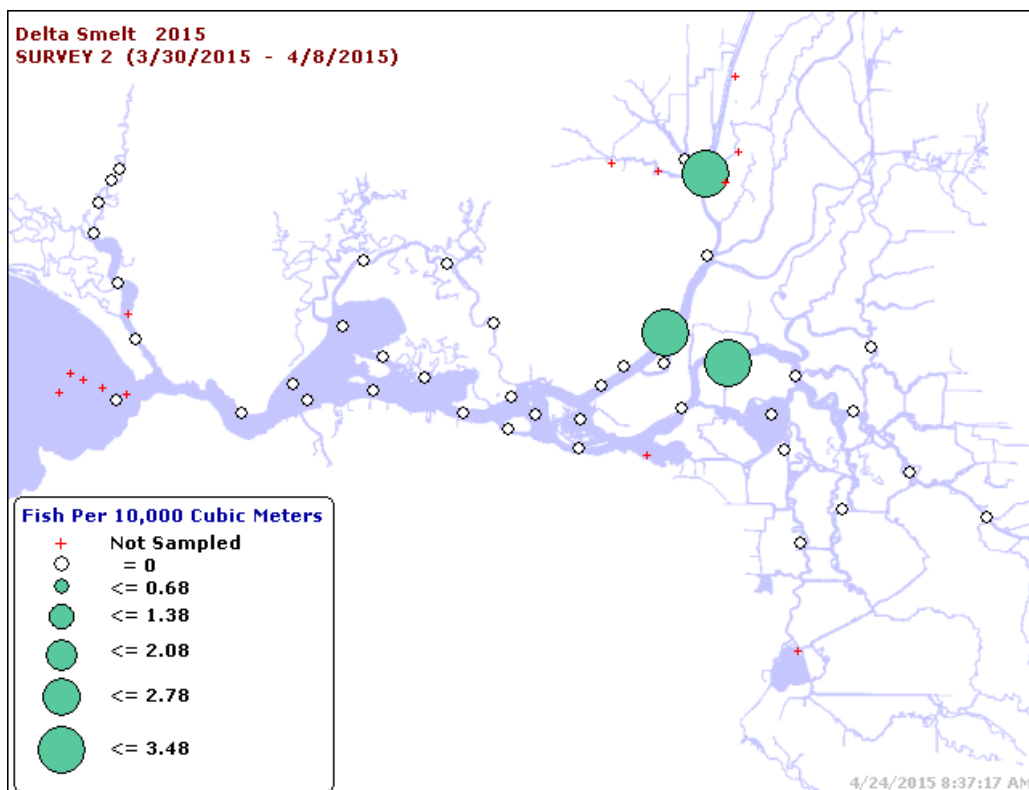 Delta Smelt 2015
SURVEY 2 (3/30/2015 - 4/8/2015)
Fish Per 10,000 Cubic Meters
Not Sampled
= 0
<= 0.68
<= 1.38
<= 2.08
<= 2.78
<= 3.48
4/24/2015 8:37:17 AM